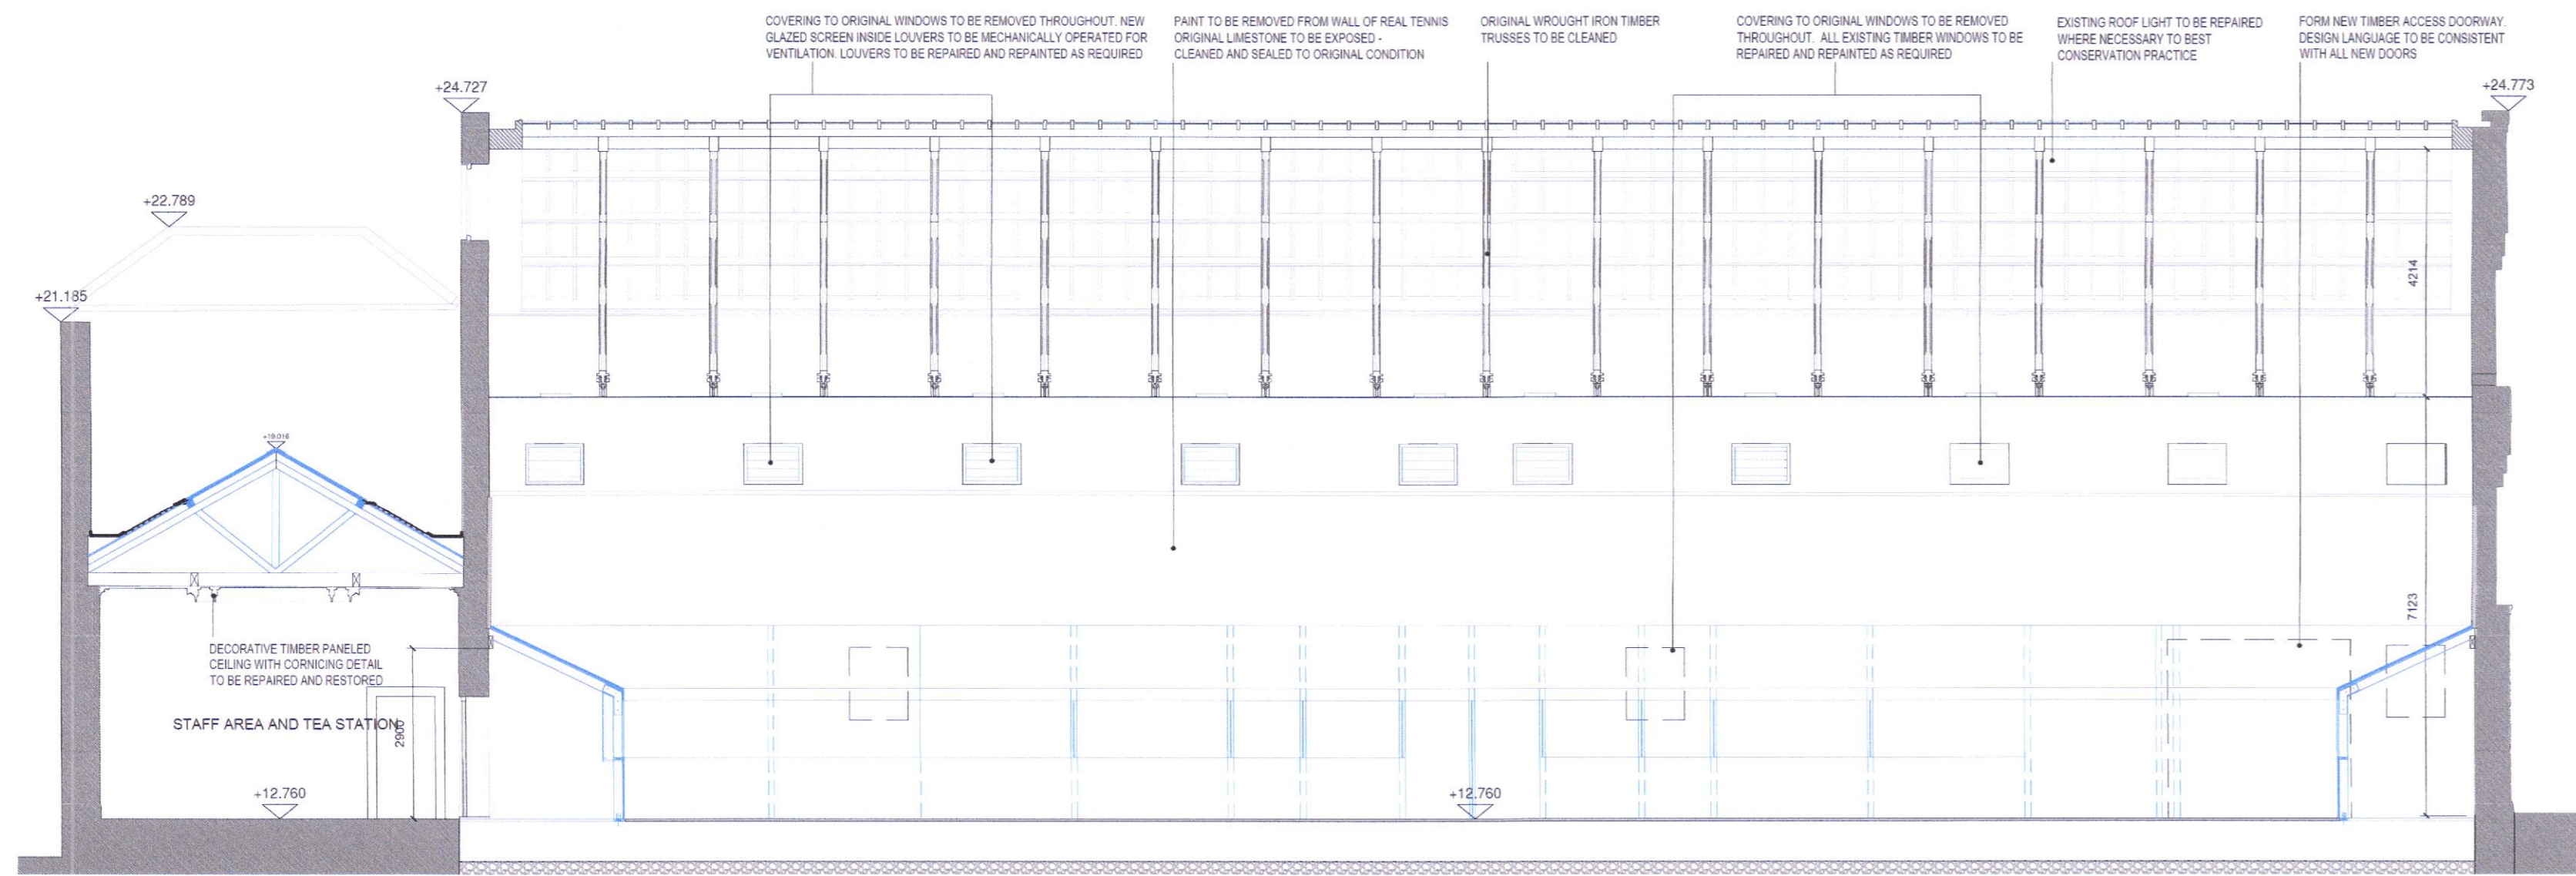 COVERING TO ORIGINAL WINDOWS TO BE REMOVED THROUGHOUT. NEW
GLAZED SCREEN INSIDE LOUVERS TO BE MECHANICALLY OPERATED FOR
VENTILATION. LOUVERS TO BE REPAIRED AND REPAINTED AS REQUIRED
PAINT TO BE REMOVED FROM WALL OF REAL TENNIS
ORIGINAL LIMESTONE TO BE EXPOSED -
CLEANED AND SEALED TO ORIGINAL CONDITION
ORIGINAL WROUGHT IRON TIMBER
TRUSSES TO BE CLEANED
COVERING TO ORIGINAL WINDOWS TO BE REMOVED
THROUGHOUT. ALL EXISTING TIMBER WINDOWS TO BE
REPAIRED AND REPAINTED AS REQUIRED
EXISTING ROOF LIGHT TO BE REPAIRED
WHERE NECESSARY TO BEST
CONSERVATION PRACTICE
FORM NEW TIMBER ACCESS DOORWAY.
DESIGN LANGUAGE TO BE CONSISTENT
WITH ALL NEW DOORS
+24.727
+24.773
+22.789
+21.185
4214
+19.016
7123
DECORATIVE TIMBER PANELED
CEILING WITH CORNICING DETAIL
TO BE REPAIRED AND RESTORED
STAFF AREA AND TEA STATION
2900
+12.760
+12.760